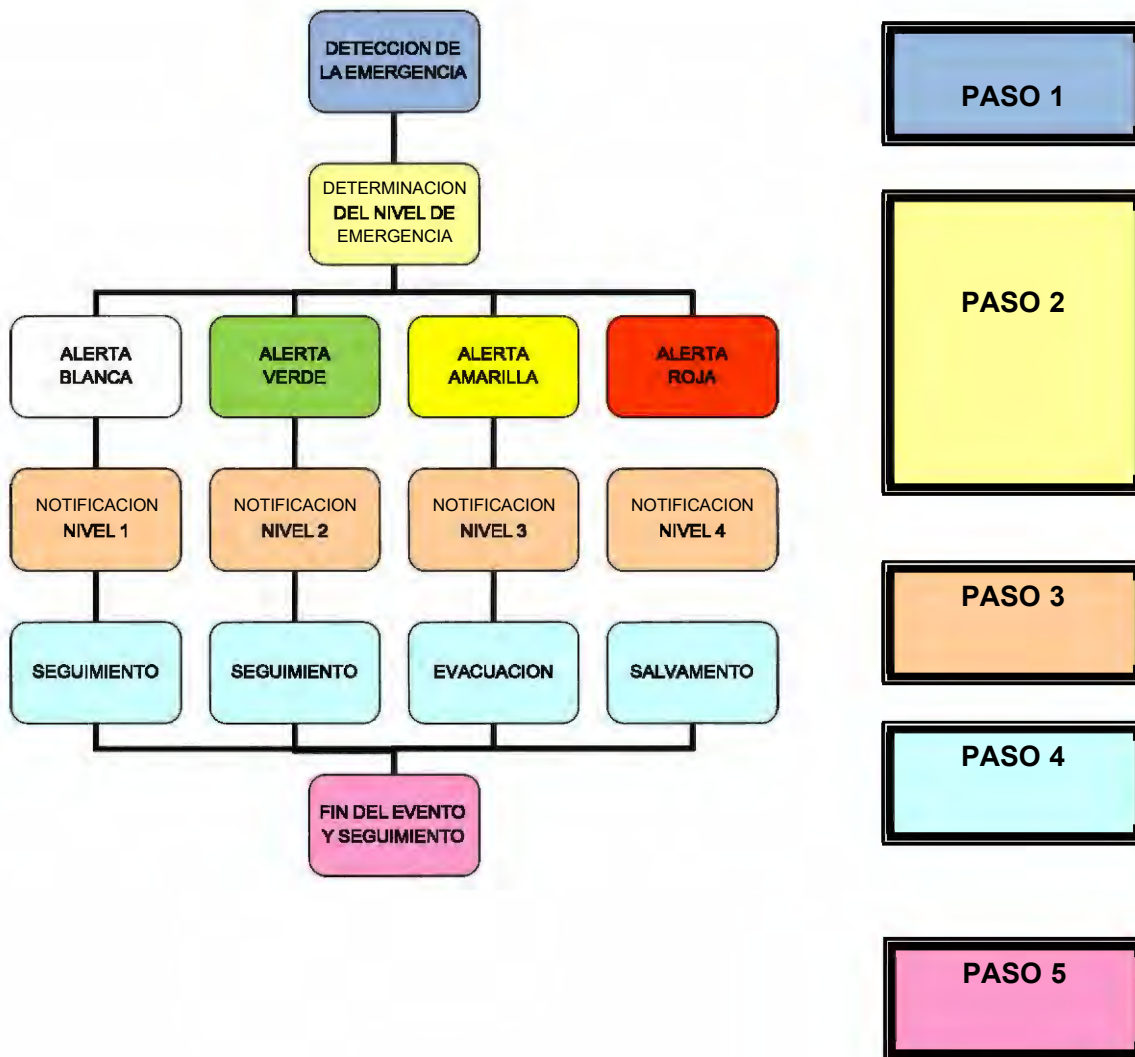 DETECCION DE
LA EMERGENCIA
PASO 1
DETERMINACION
DEL NIVEL DE
EMERGENCIA
PASO 2
ALERTA
BLANCA
ALERTA
VERDE
ALERTA
AMARILLA
ALERTA
ROJA
NOTIFICACION
NIVEL 1
NOTIFICACION
NIVEL 2
NOTIFICACION
NIVEL 3
NOTIFICACION
NIVEL 4
PASO 3
SEGUIMIENTO
SEGUIMIENTO
EVACUACION
SALVAMENTO
PASO 4
FIN DEL EVENTO
Y SEGUIMIENTO
PASO 5